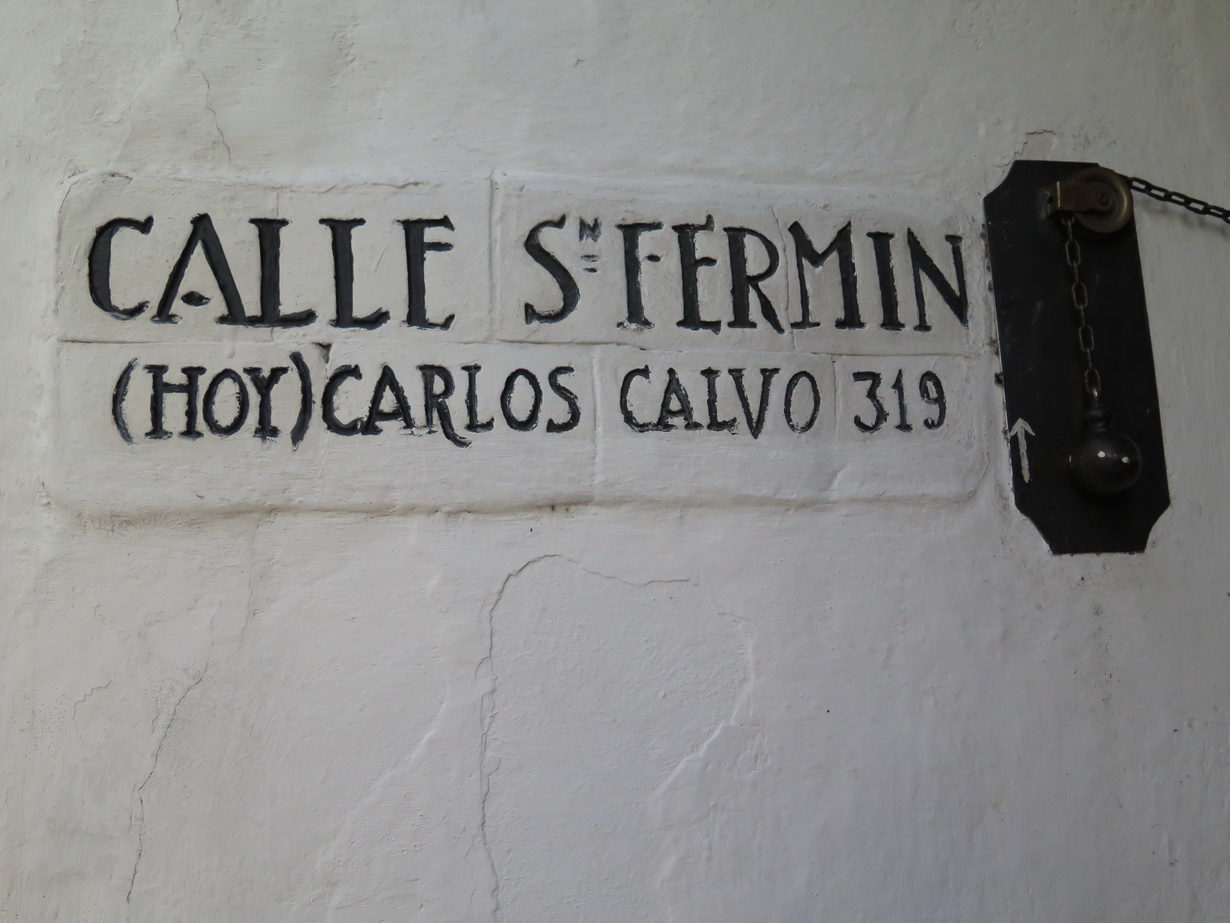 CALLE Sᴺ FERMIN
(HOY) CARLOS CALVO 319